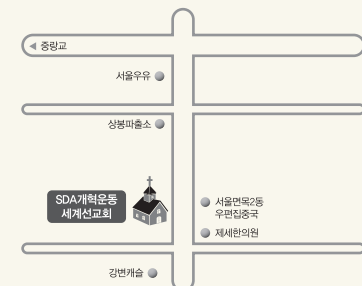 ◀ 중랑교
서울우유
상봉파출소
SDA개혁운동
세계선교회
서울면목2동
우편집중국
제세한의원
강변캐슬